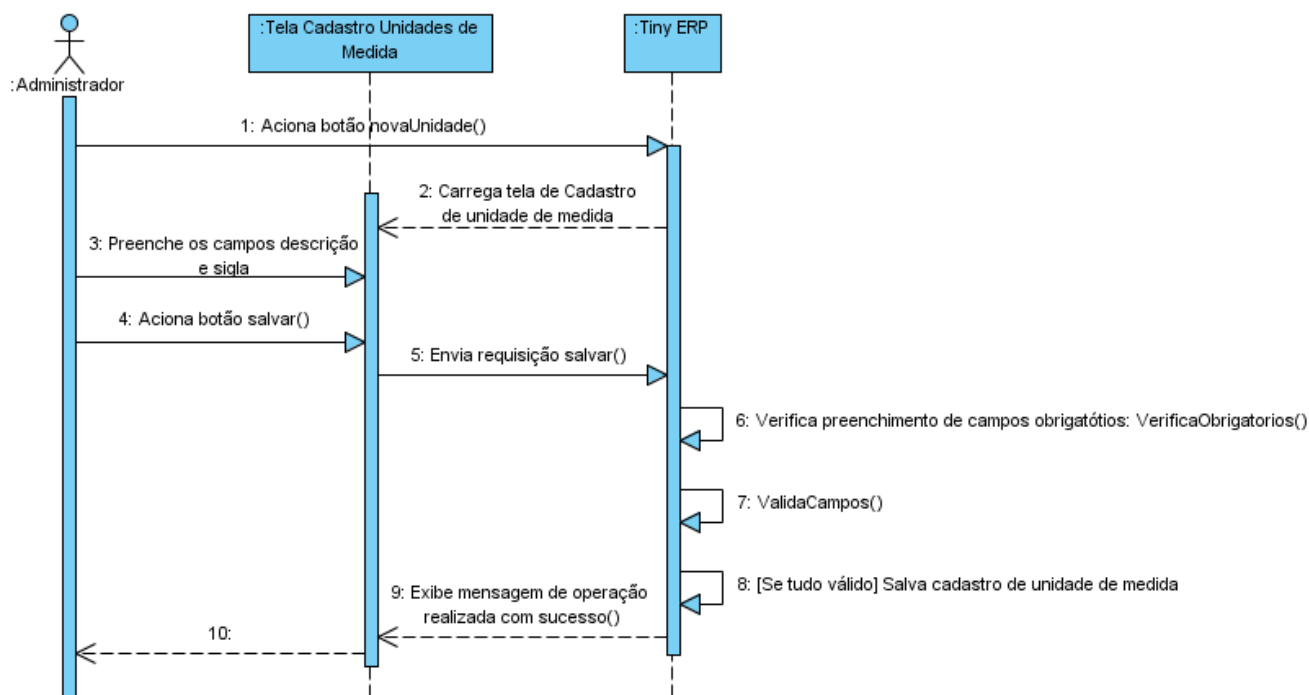 :Tela Cadastro Unidades de
Medida
:Tiny ERP
:Administrador
1: Aciona botão novaUnidade()
2: Carrega tela de Cadastro
de unidade de medida
3: Preenche os campos descrição
e sigla
4: Aciona botão salvar()
5: Envia requisição salvar()
6: Verifica preenchimento de campos obrigatótios: VerificaObrigatorios()
7: ValidaCampos()
8: [Se tudo válido] Salva cadastro de unidade de medida
9: Exibe mensagem de operação
realizada com sucesso()
10: